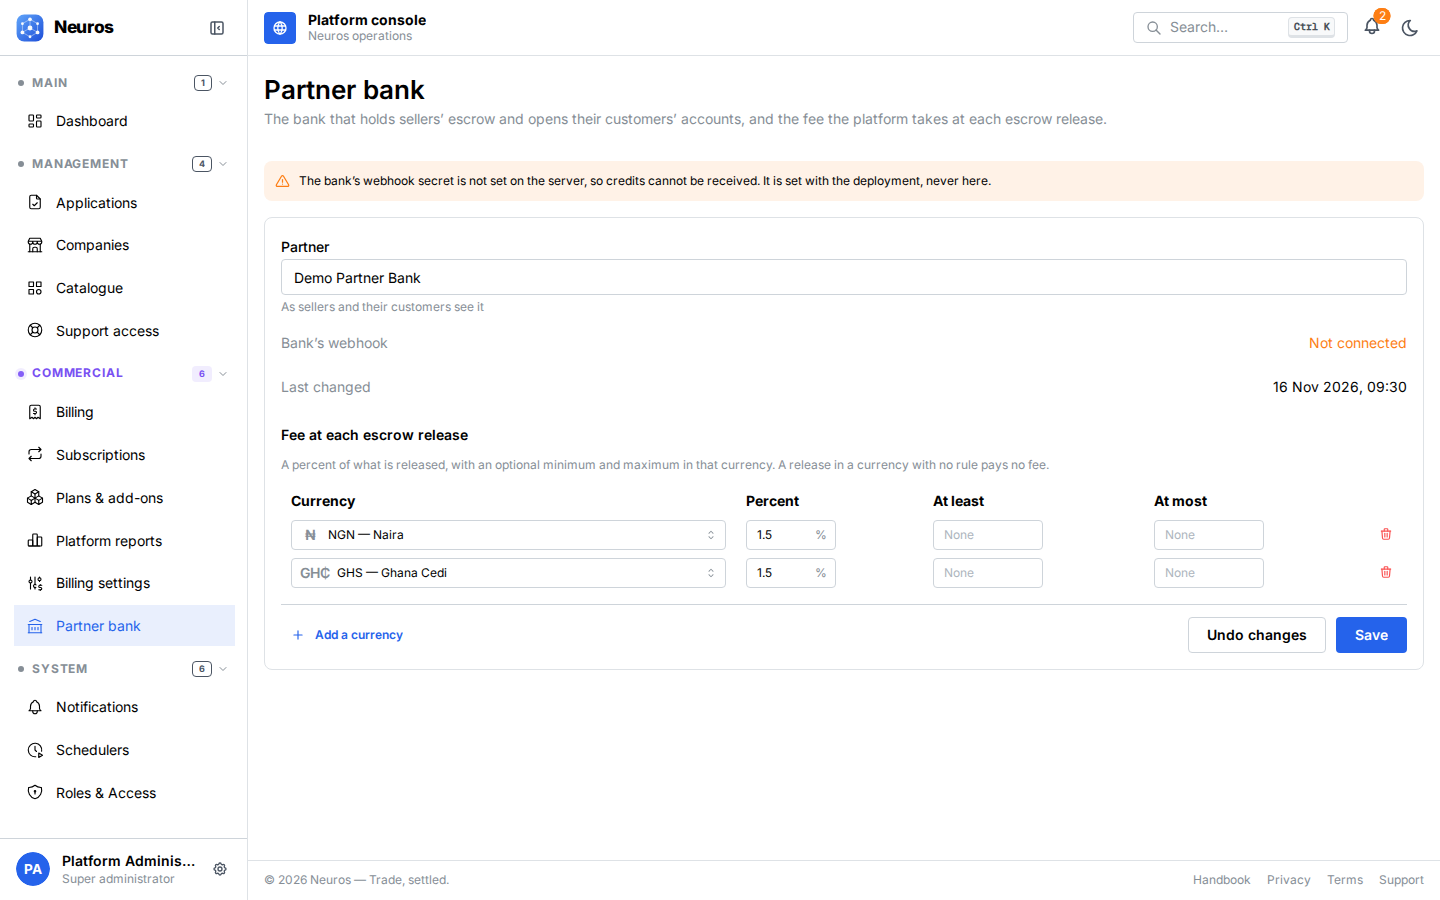 Neuros
MAIN
1
Dashboard
MANAGEMENT
4
Applications
Companies
Catalogue
Support access
COMMERCIAL
6
Billing
Subscriptions
Plans & add-ons
Platform reports
Billing settings
Partner bank
SYSTEM
6
Notifications
Schedulers
Roles & Access
PA
Platform Adminis...
Super administrator
Platform console
Neuros operations
Search...
Ctrl K
2
Partner bank
The bank that holds sellers’ escrow and opens their customers’ accounts, and the fee the platform takes at each escrow release.
The bank’s webhook secret is not set on the server, so credits cannot be received. It is set with the deployment, never here.
Partner
Demo Partner Bank
As sellers and their customers see it
Bank’s webhook
Not connected
Last changed
16 Nov 2026, 09:30
Fee at each escrow release
A percent of what is released, with an optional minimum and maximum in that currency. A release in a currency with no rule pays no fee.
Currency Percent At least At most
₦ NGN — Naira 1.5 % None None
GH₵ GHS — Ghana Cedi 1.5 % None None
Add a currency
Undo changes
Save
© 2026 Neuros — Trade, settled.
Handbook Privacy Terms Support